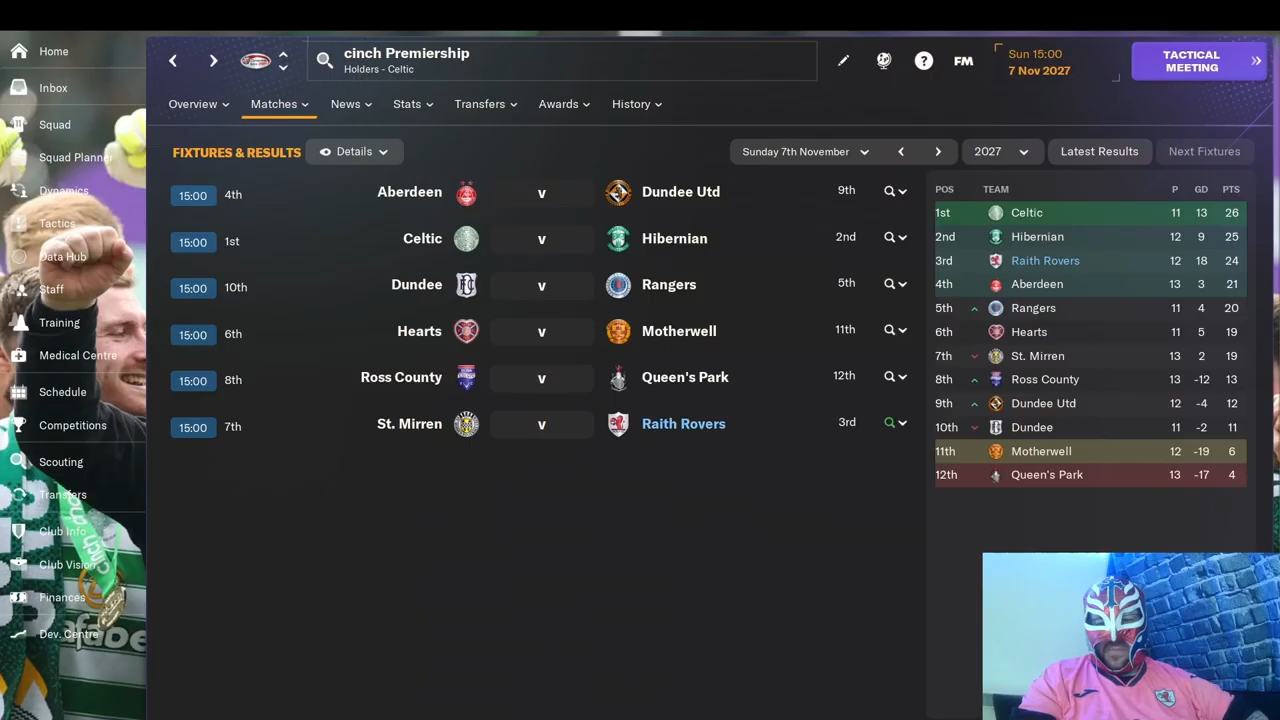 Home
Inbox
Squad
Squad Planner
Dynamics
Tactics
Data Hub
Staff
Training
Medical Centre
Schedule
Competitions
Scouting
Transfers
Club Info
Club Vision
Finances
Dev. Centre
cinch Premiership
Holders - Celtic
? FM
Sun 15:00
7 Nov 2027
TACTICAL
MEETING
Overview Matches News Stats Transfers Awards History
FIXTURES & RESULTS Details Sunday 7th November 2027 Latest Results Next Fixtures
15:00 4th Aberdeen v Dundee Utd 9th
15:00 1st Celtic v Hibernian 2nd
15:00 10th Dundee v Rangers 5th
15:00 6th Hearts v Motherwell 11th
15:00 8th Ross County v Queen's Park 12th
15:00 7th St. Mirren v Raith Rovers 3rd
POS TEAM P GD PTS
1st Celtic 11 13 26
2nd Hibernian 12 9 25
3rd Raith Rovers 12 18 24
4th Aberdeen 13 3 21
5th Rangers 11 4 20
6th Hearts 11 5 19
7th St. Mirren 13 2 19
8th Ross County 13 -12 13
9th Dundee Utd 12 -4 12
10th Dundee 11 -2 11
11th Motherwell 12 -19 6
12th Queen's Park 13 -17 4